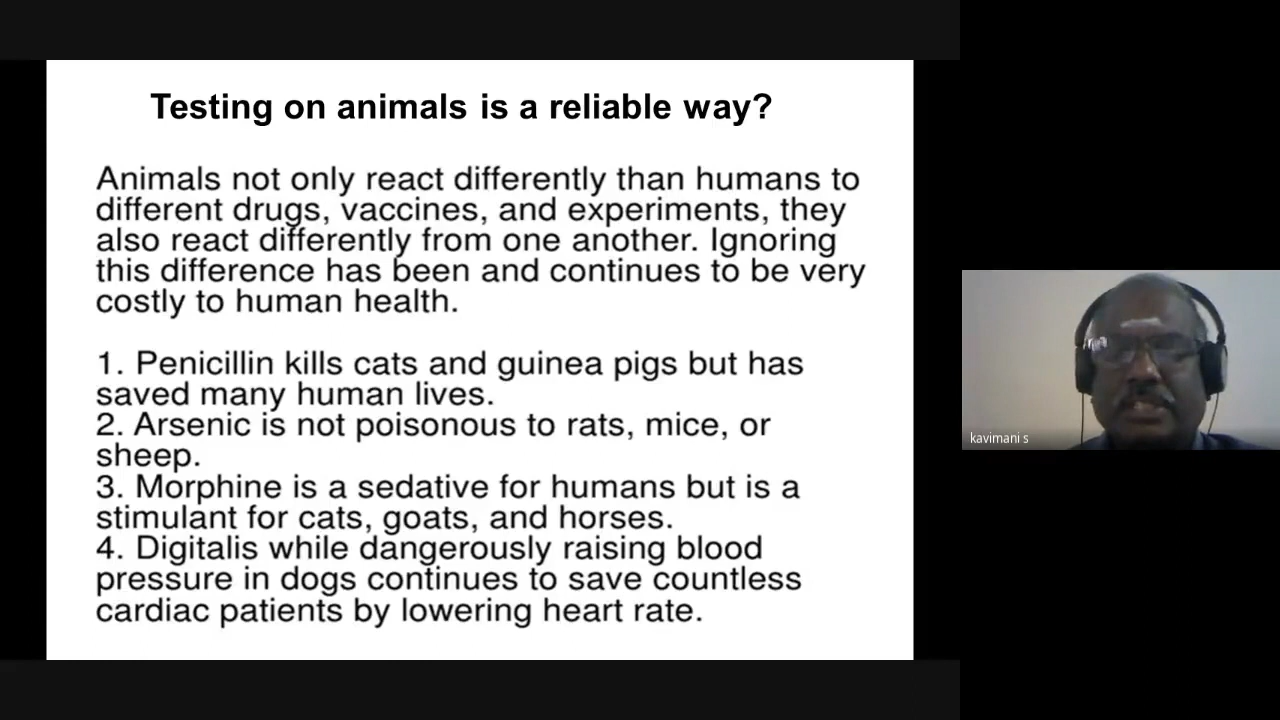 Testing on animals is a reliable way?
Animals not only react differently than humans to
different drugs, vaccines, and experiments, they
also react differently from one another. Ignoring
this difference has been and continues to be very
costly to human health.
1. Penicillin kills cats and guinea pigs but has
saved many human lives.
2. Arsenic is not poisonous to rats, mice, or
sheep.
3. Morphine is a sedative for humans but is a
stimulant for cats, goats, and horses.
4. Digitalis while dangerously raising blood
pressure in dogs continues to save countless
cardiac patients by lowering heart rate.
kavimani s